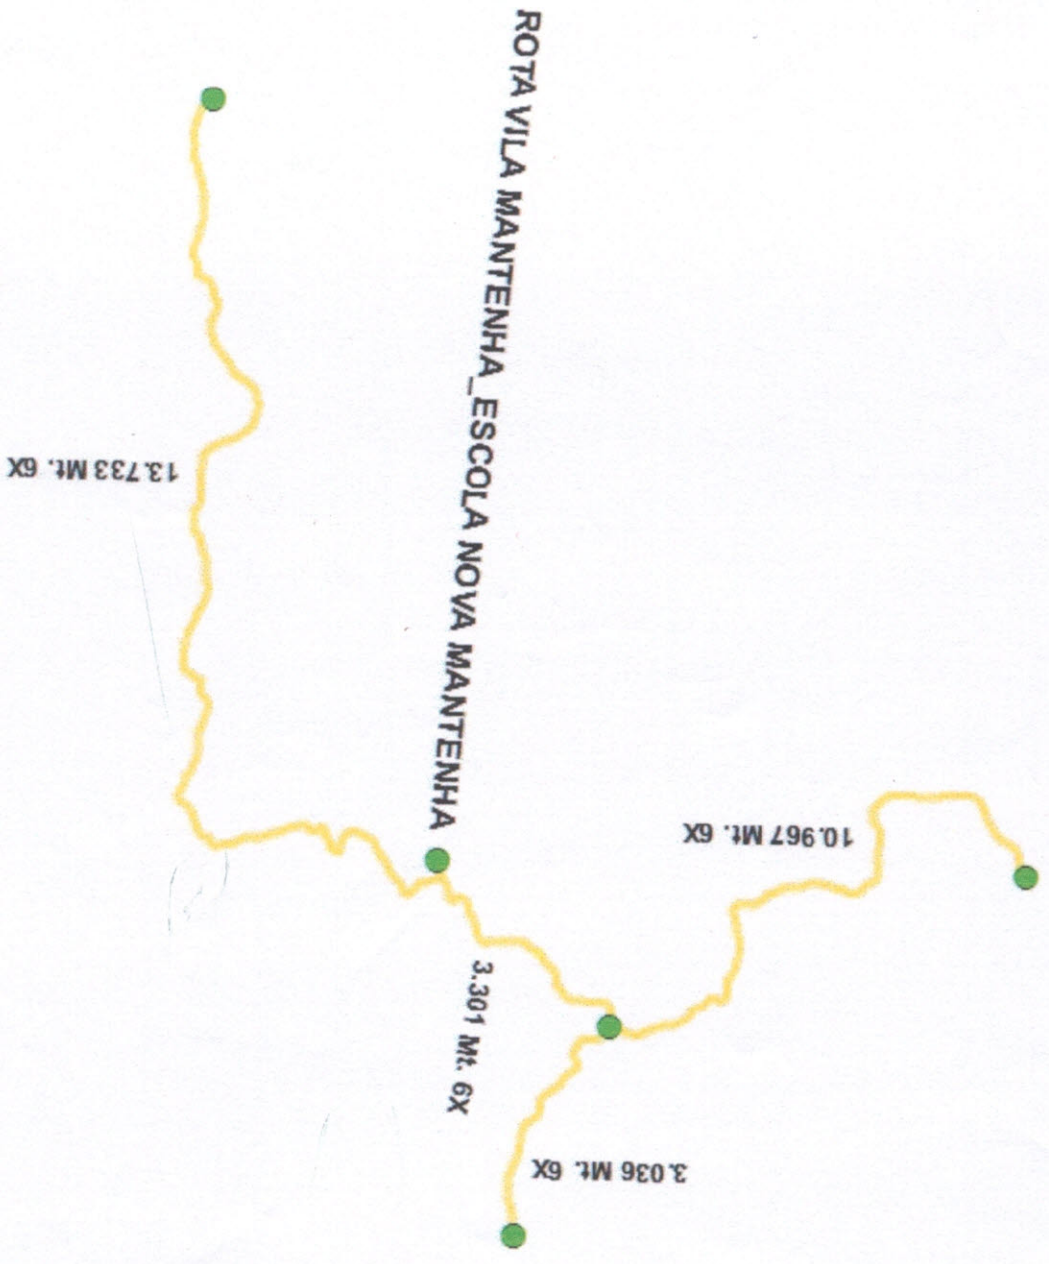 ROTA VILA MANTENHA_ESCOLA NOVA MANTENHA
13.733 Mt. 6X
10.967 Mt. 6X
3.301 Mt. 6X
3.036 Mt. 6X